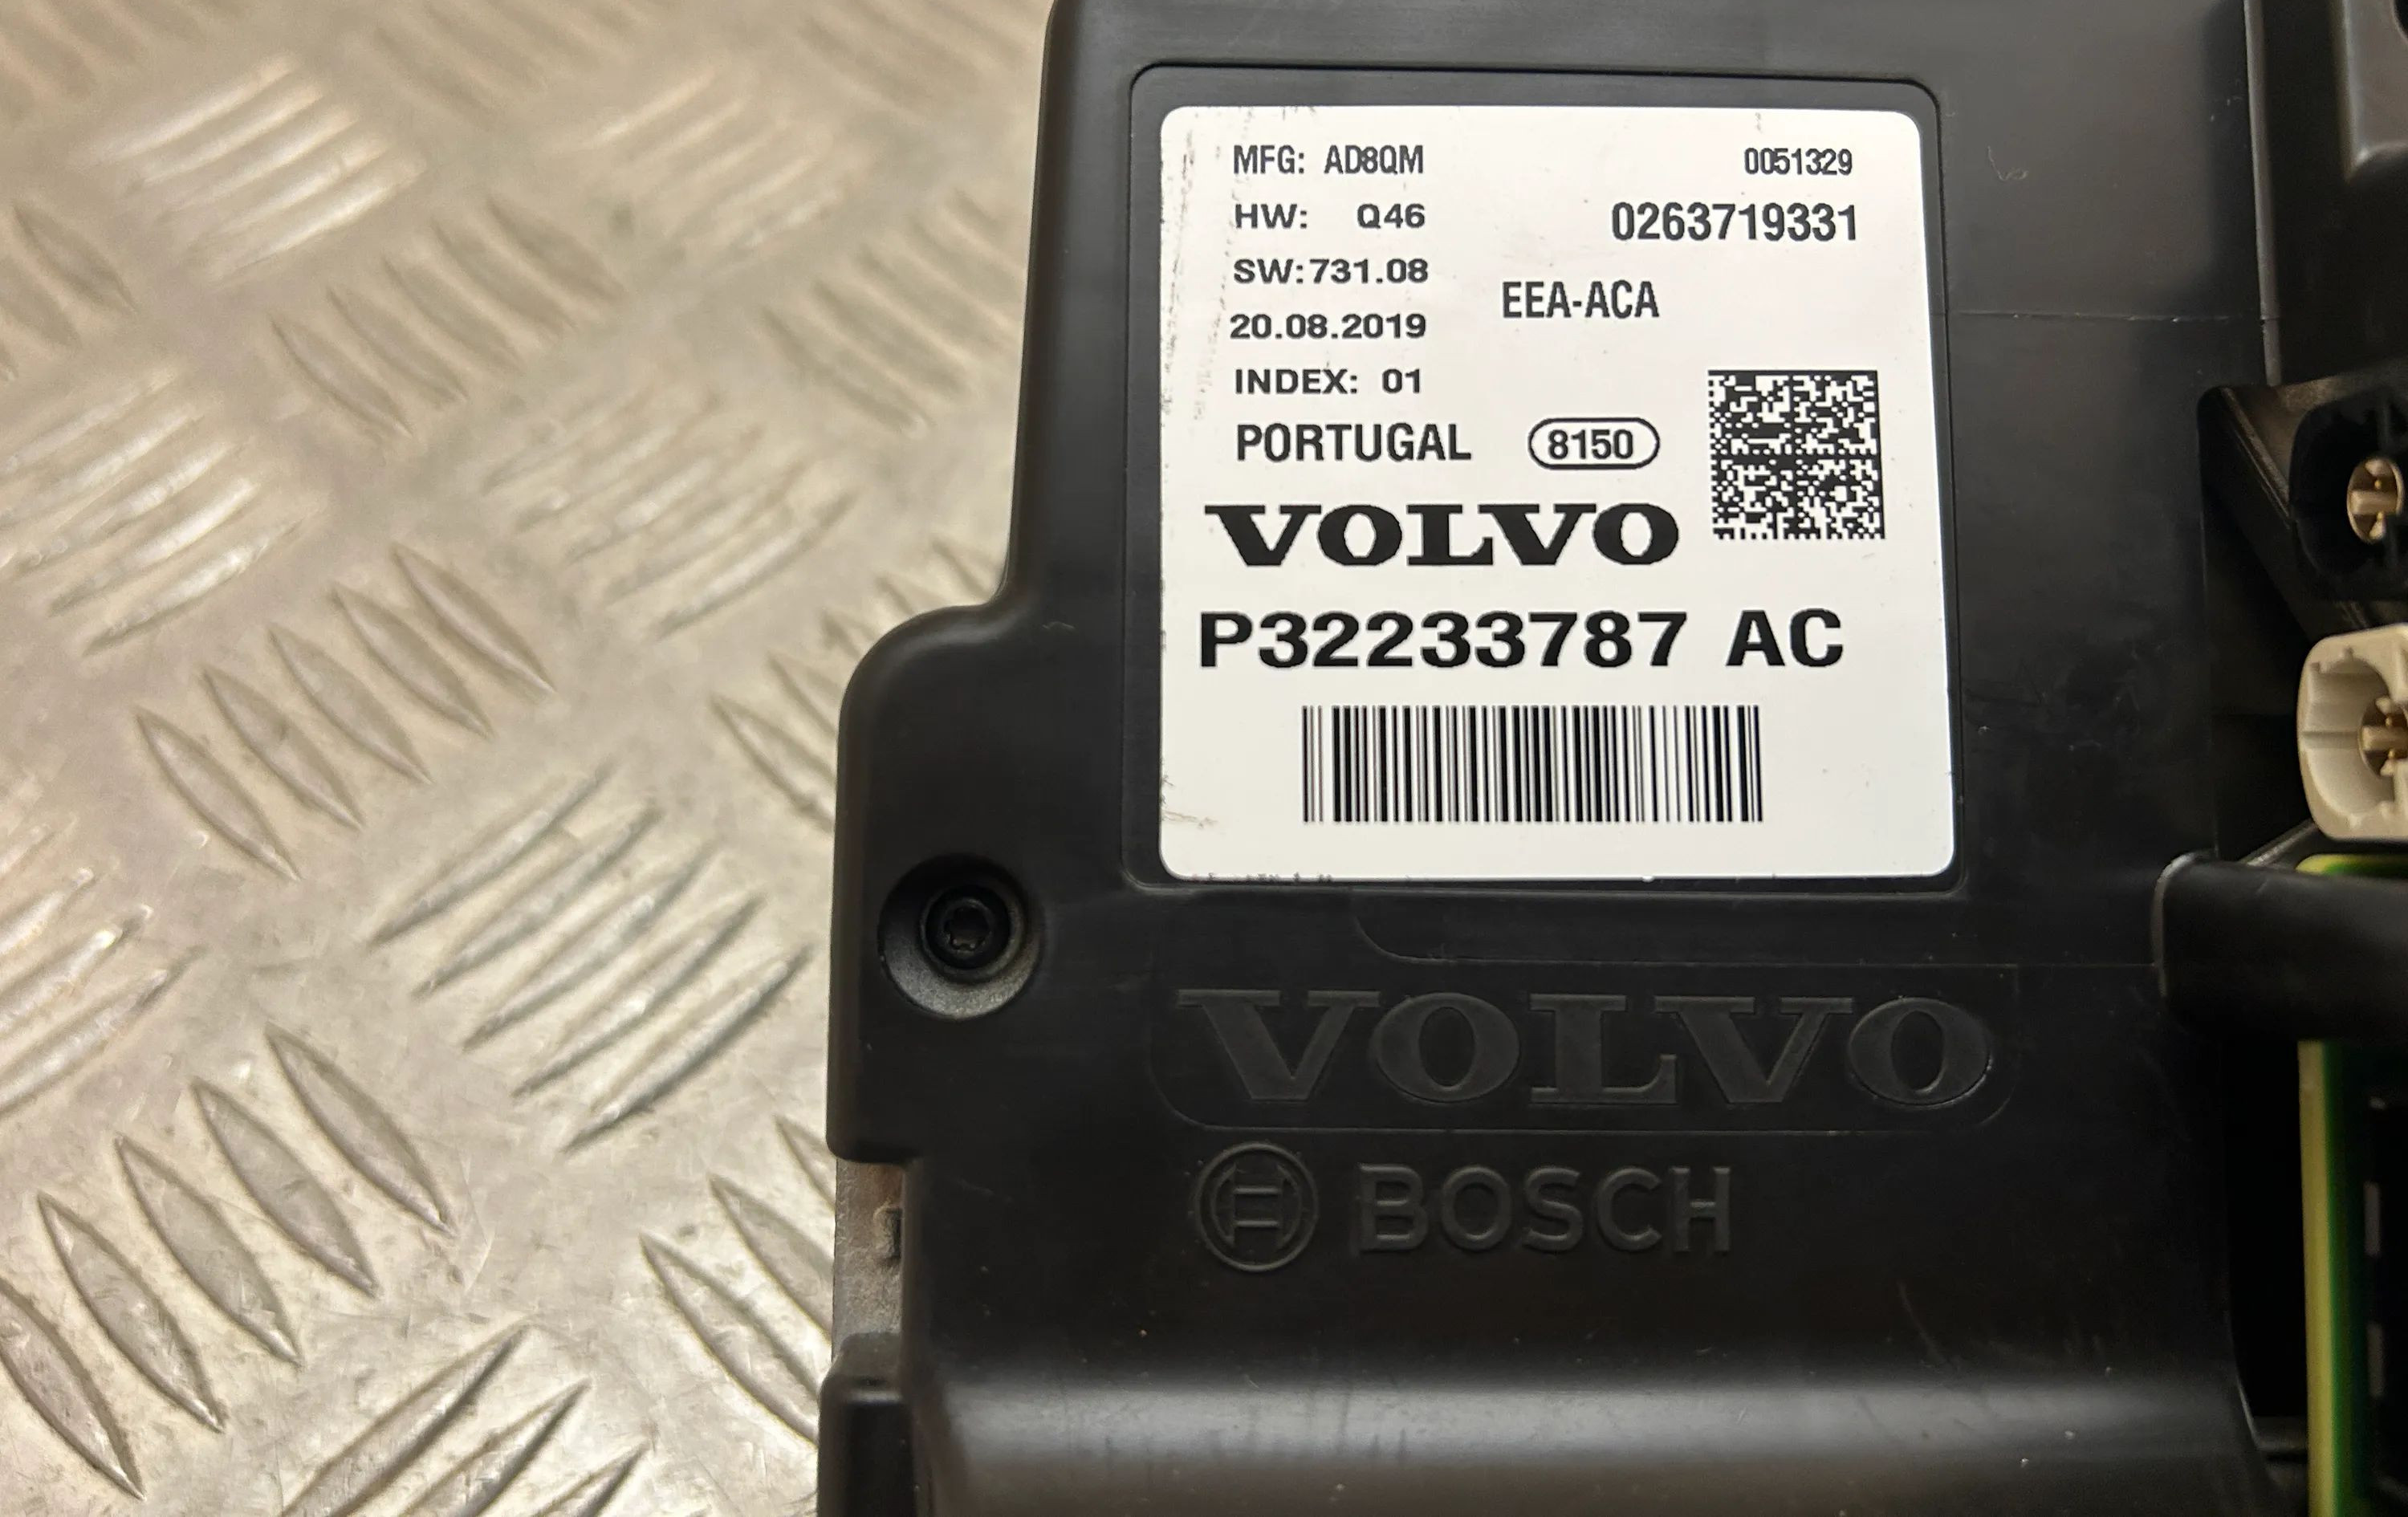 MFG: AD8QM 0051329
HW: Q46 0263719331
SW:731.08
EEA-ACA
20.08.2019
INDEX: 01
PORTUGAL 8150
VOLVO
P32233787 AC
VOLVO
BOSCH